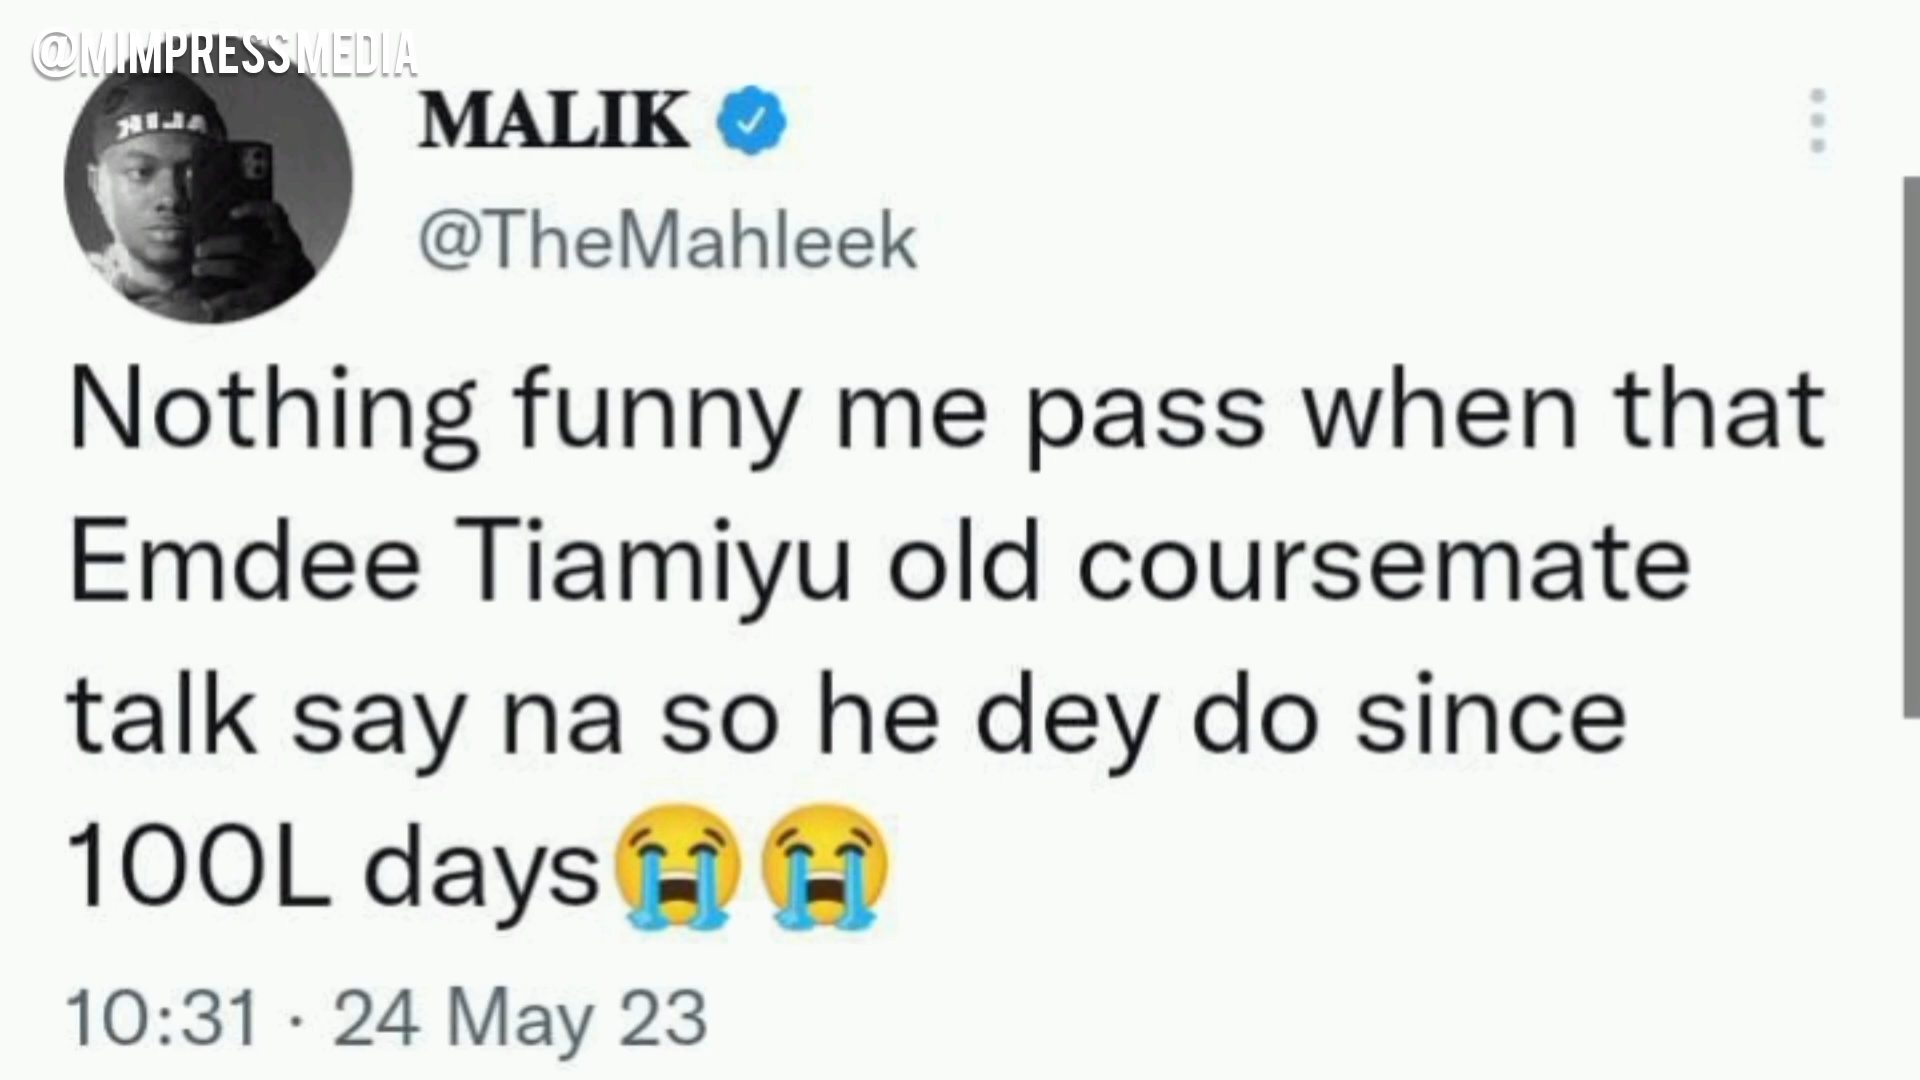 @MIMPRESSMEDIA
MALIK
@TheMahleek
Nothing funny me pass when that
Emdee Tiamiyu old coursemate
talk say na so he dey do since
100L days😭😭
10:31 · 24 May 23